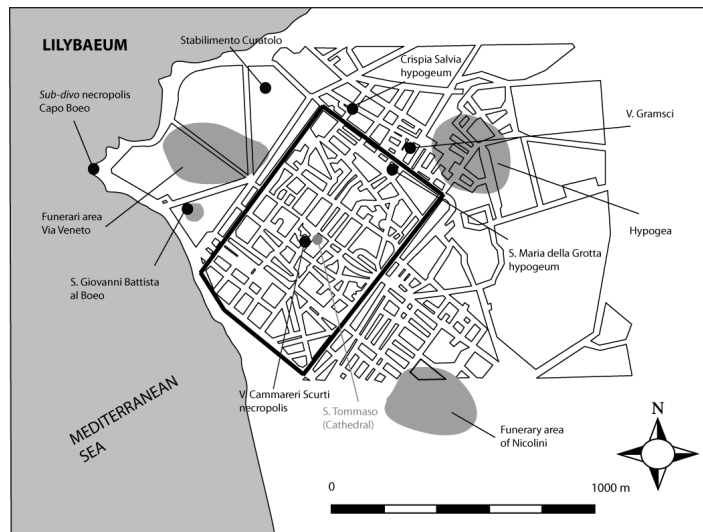 LILYBAEUM
Stabilimento Curatolo
Crispia Salvia
hypogeum
Sub-divo necropolis
Capo Boeo
V. Gramsci
Funerari area
Via Veneto
Hypogea
S. Maria della Grotta
hypogeum
S. Giovanni Battista
al Boeo
V. Cammareri Scurti
necropolis
S. Tommaso
(Cathedral)
MEDITERRANEAN
SEA
Funerary area
of Nicolini
N
0
1000 m